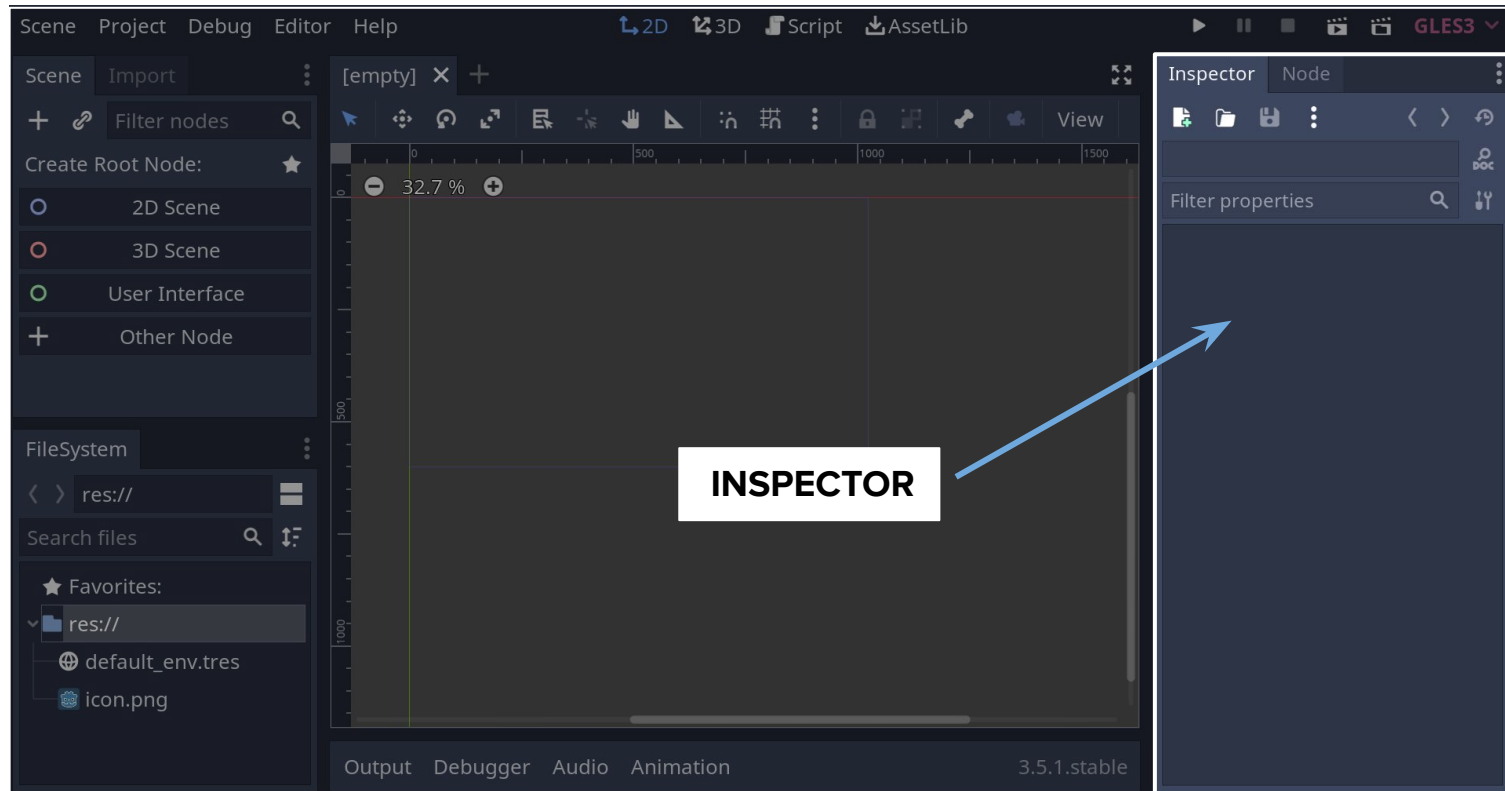 Scene Project Debug Editor Help 2D 3D Script AssetLib GLES3
Scene Import
Filter nodes
Create Root Node:
2D Scene
3D Scene
User Interface
Other Node
FileSystem
res://
Search files
Favorites:
res://
default_env.tres
icon.png
[empty]
View
0 500 1000 1500
32.7 %
0
500
1000
INSPECTOR
Output Debugger Audio Animation 3.5.1.stable
Inspector Node
DOC
Filter properties